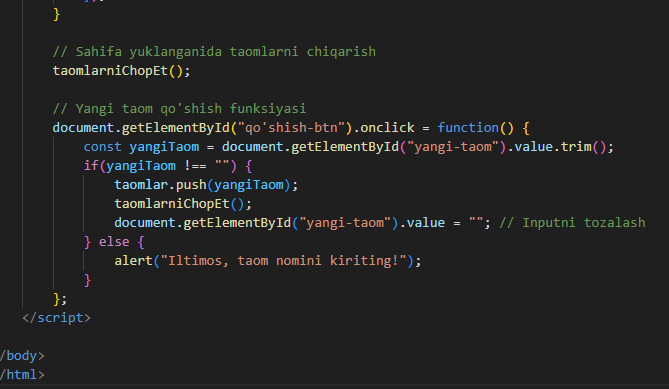 }
// Sahifa yuklanganida taomlarni chiqarish
taomlarniChopEt();
// Yangi taom qo'shish funksiyasi
document.getElementById("qo'shish-btn").onclick = function() {
const yangiTaom = document.getElementById("yangi-taom").value.trim();
if(yangiTaom !== "") {
taomlar.push(yangiTaom);
taomlarniChopEt();
document.getElementById("yangi-taom").value = ""; // Inputni tozalash
} else {
alert("Iltimos, taom nomini kiriting!");
}
};
</script>
/body>
/html>